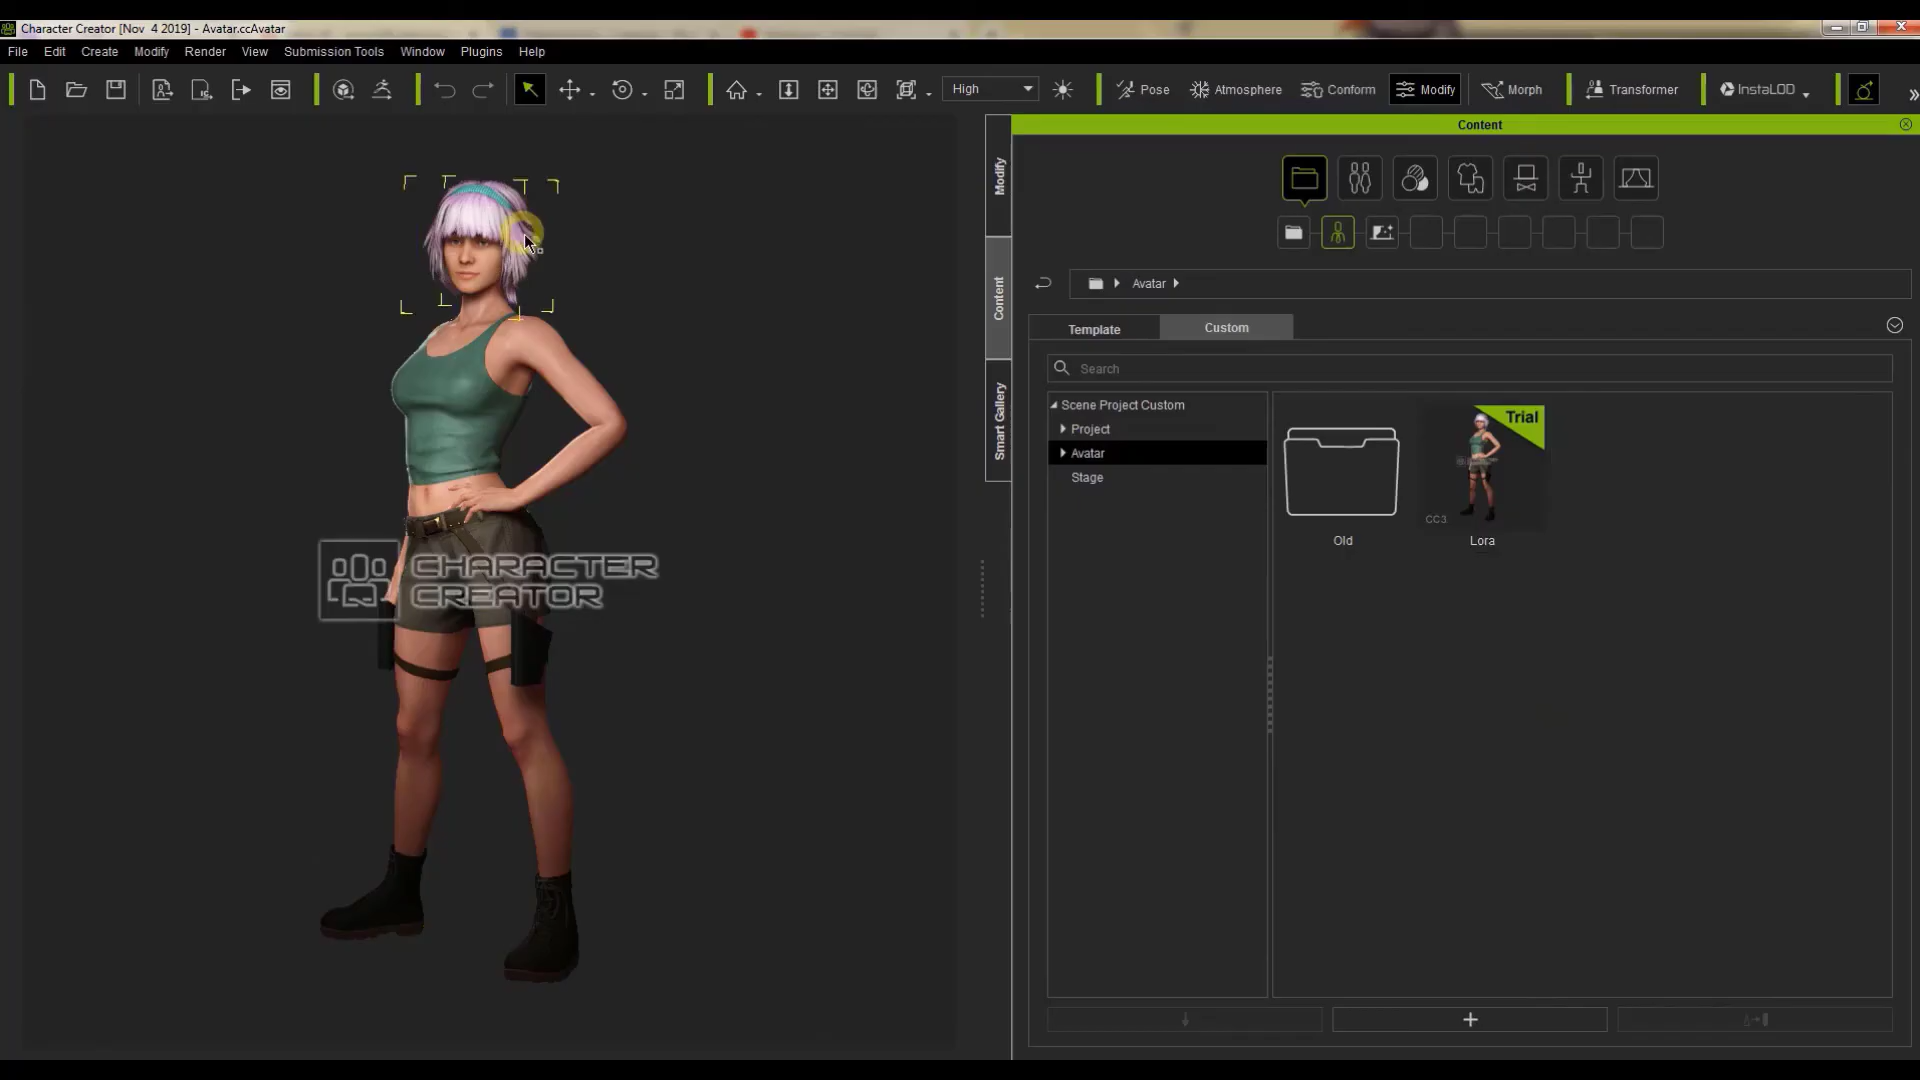 Character Creator [Nov 4 2019] - Avatar.ccAvatar
File Edit Create Modify Render View Submission Tools Window Plugins Help
High Pose Atmosphere Conform Modify Morph Transformer InstaLOD
Content
Modify
Content
Smart Gallery
Avatar
Template Custom
Search
Scene Project Custom
Project
Avatar
Stage
Trial
CC3
Old
Lora
CHARACTER
CREATOR